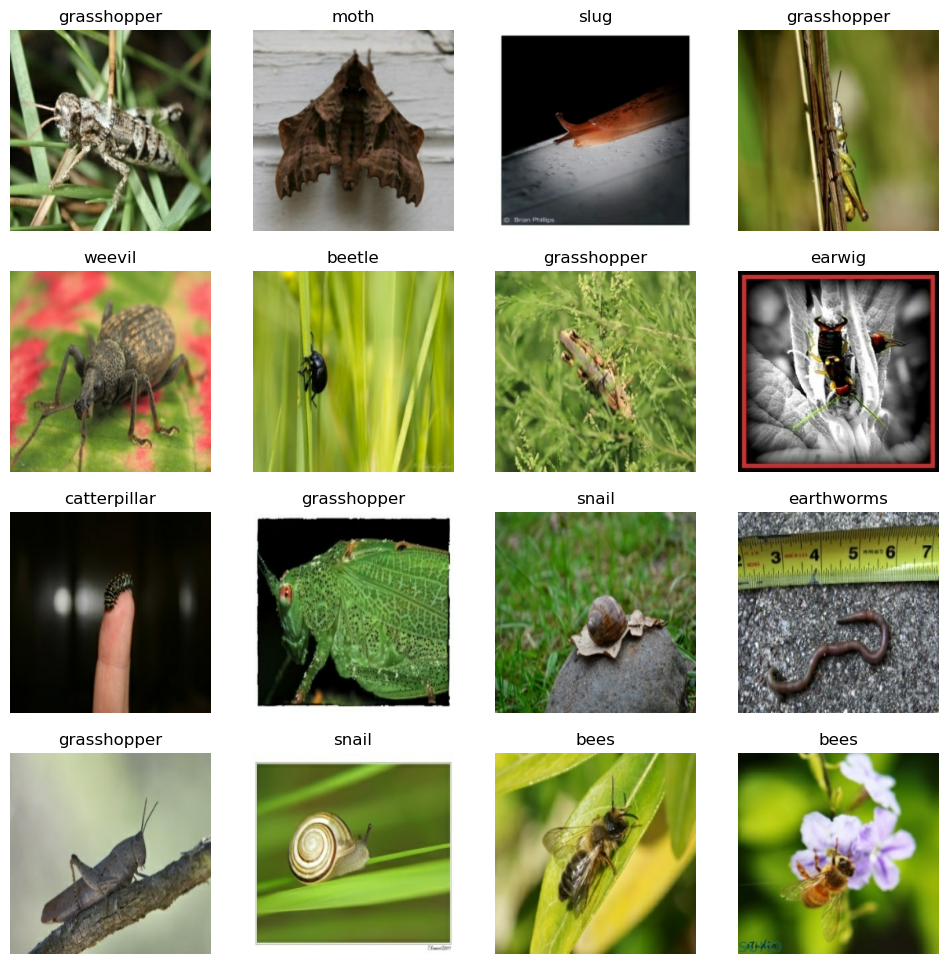 grasshopper
moth
slug
grasshopper
© Brian Phillips
weevil
beetle
grasshopper
earwig
catterpillar
grasshopper
snail
earthworms
3 4 5 6 7
grasshopper
snail
bees
bees
studio